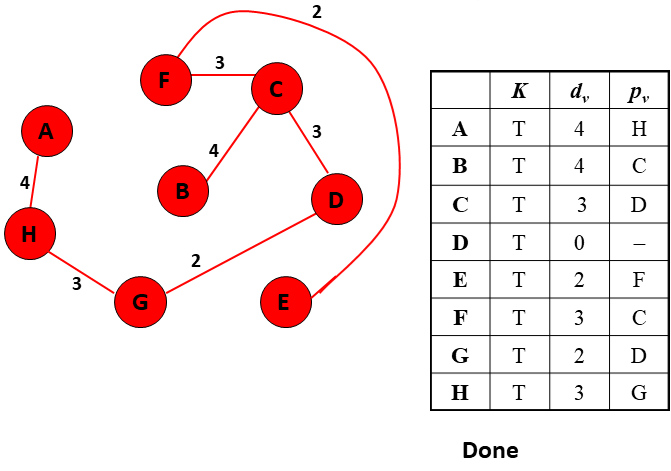 2
F
3
C
A
4
3
B
D
4
H
2
3
G
E
K dv pv
A T 4 H
B T 4 C
C T 3 D
D T 0 –
E T 2 F
F T 3 C
G T 2 D
H T 3 G
Done